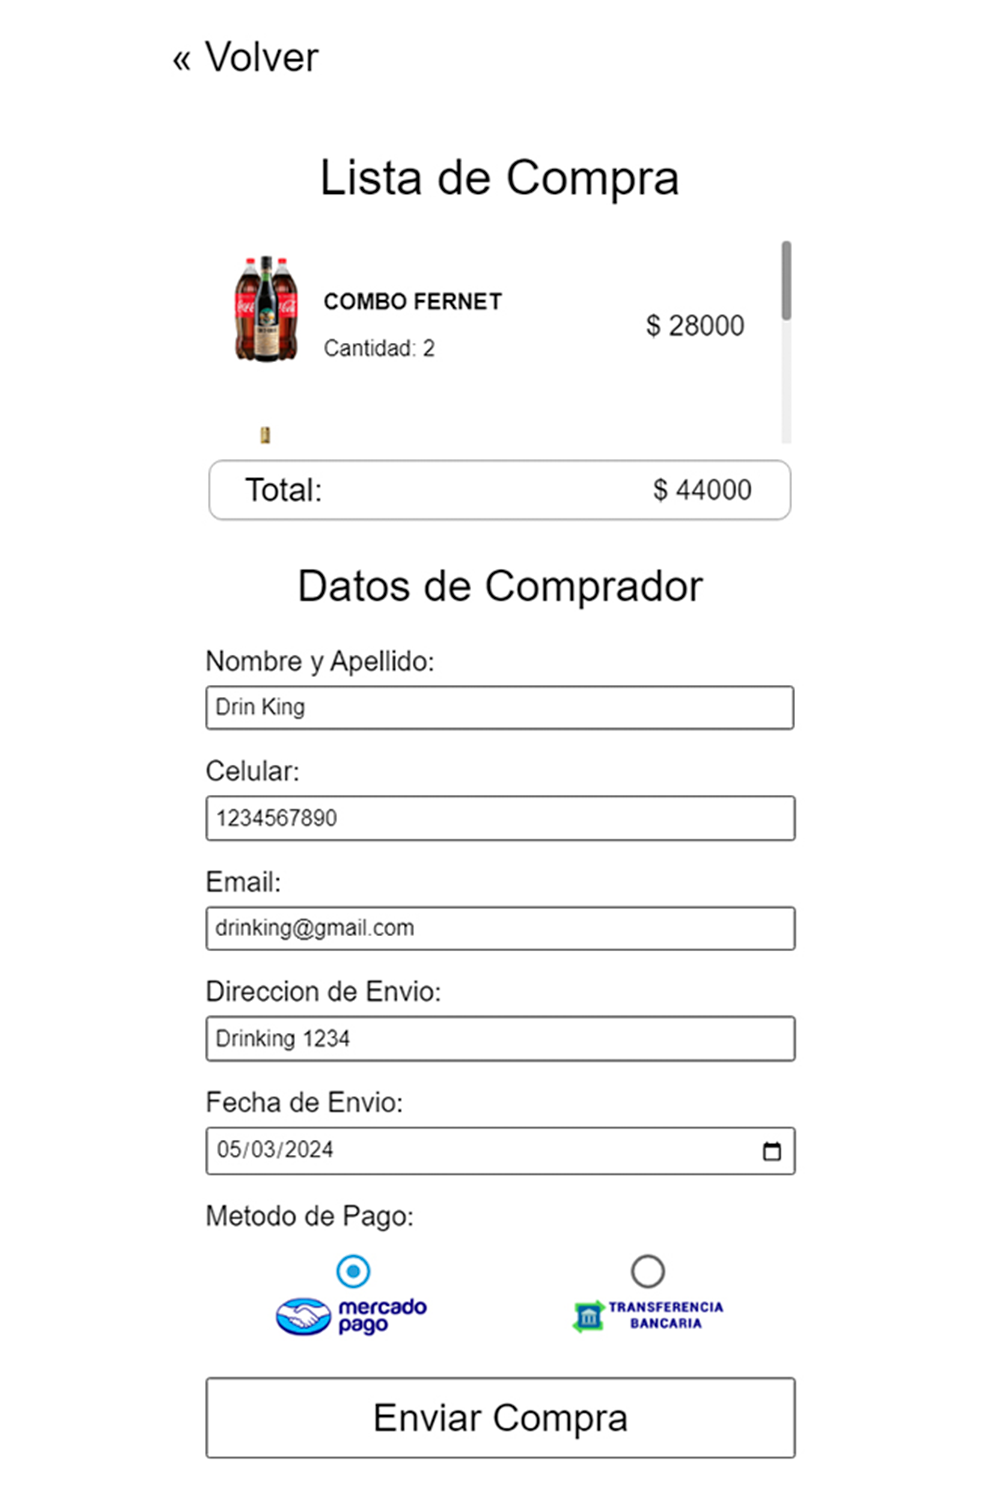 « Volver
Lista de Compra
COMBO FERNET
$ 28000
Cantidad: 2
Total: $ 44000
Datos de Comprador
Nombre y Apellido:
Drin King
Celular:
1234567890
Email:
drinking@gmail.com
Direccion de Envio:
Drinking 1234
Fecha de Envio:
05/03/2024
Metodo de Pago:
mercado
pago
TRANSFERENCIA
BANCARIA
Enviar Compra